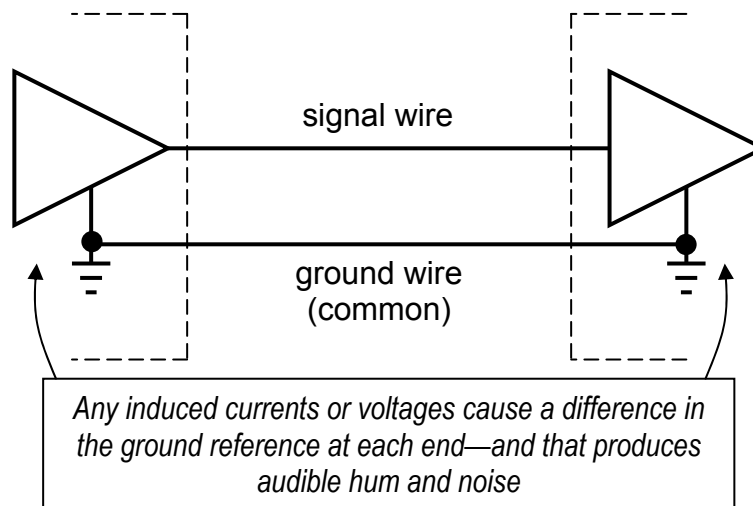 signal wire
ground wire
(common)
Any induced currents or voltages cause a difference in
the ground reference at each end—and that produces
audible hum and noise